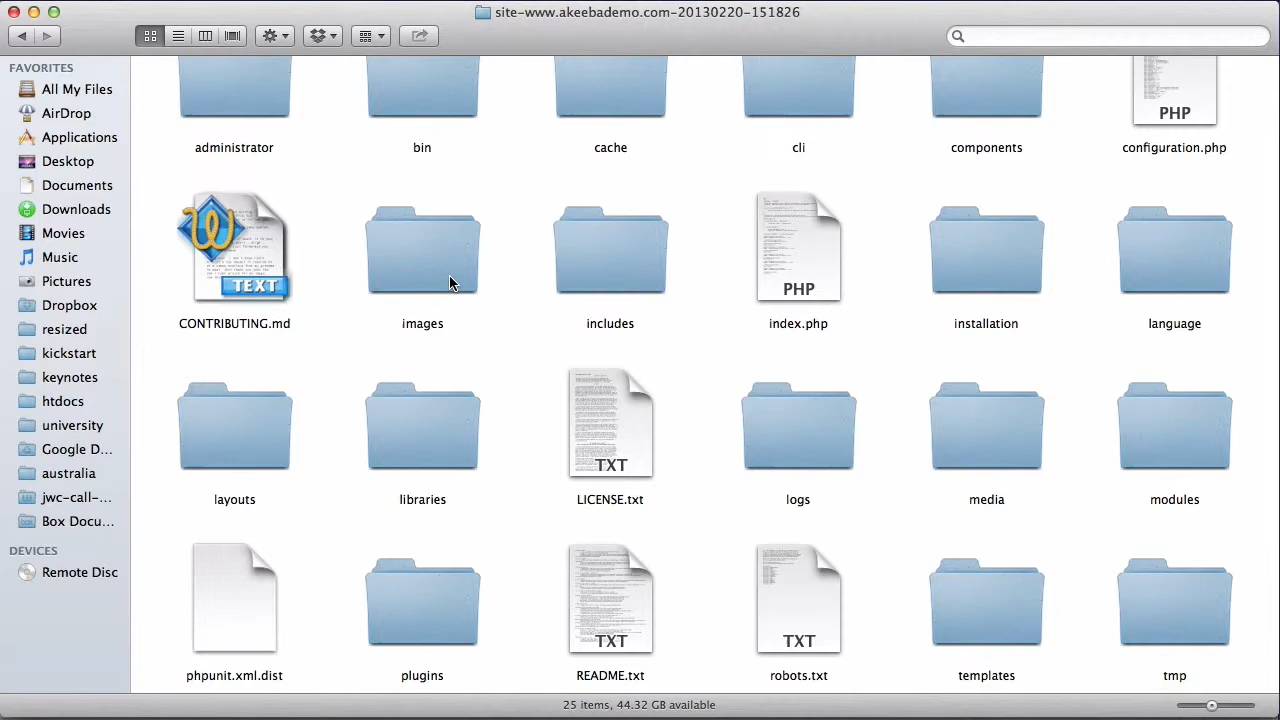 site-www.akeebademo.com-20130220-151826
FAVORITES
All My Files
AirDrop
Applications
Desktop
Documents
Downloads
Movies
Music
Pictures
Dropbox
resized
kickstart
keynotes
htdocs
university
Google D...
australia
jwc-call-...
Box Docu...
DEVICES
Remote Disc
PHP
administrator
bin
cache
cli
components
configuration.php
TEXT
PHP
CONTRIBUTING.md
images
includes
index.php
installation
language
TXT
layouts
libraries
LICENSE.txt
logs
media
modules
TXT
TXT
phpunit.xml.dist
plugins
README.txt
robots.txt
templates
tmp
25 items, 44.32 GB available